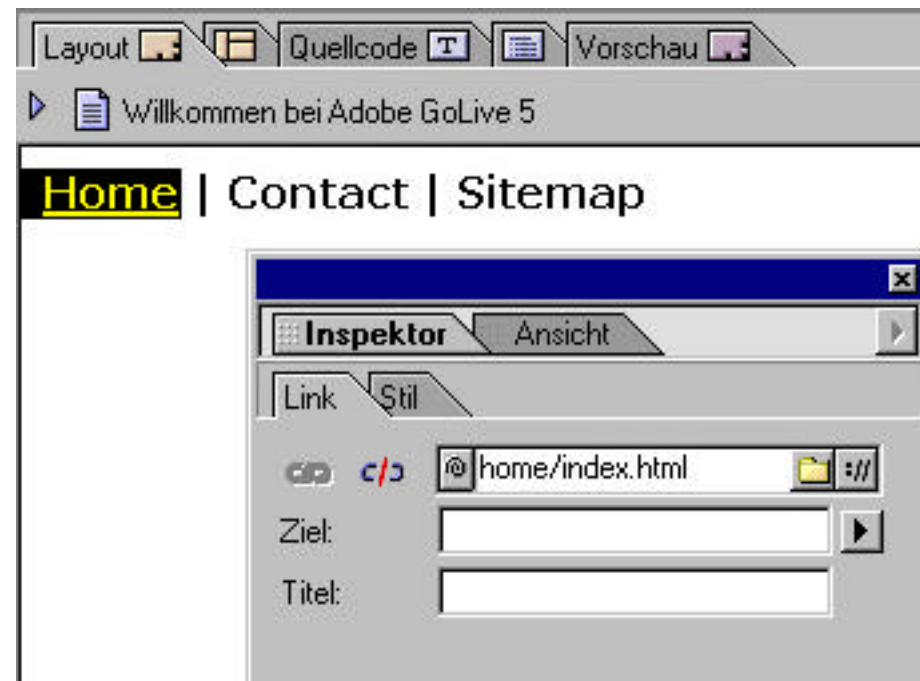 Layout Quellcode T Vorschau
Willkommen bei Adobe GoLive 5
Home | Contact | Sitemap
Inspektor Ansicht
Link Stil
@ home/index.html ://
Ziel:
Titel: